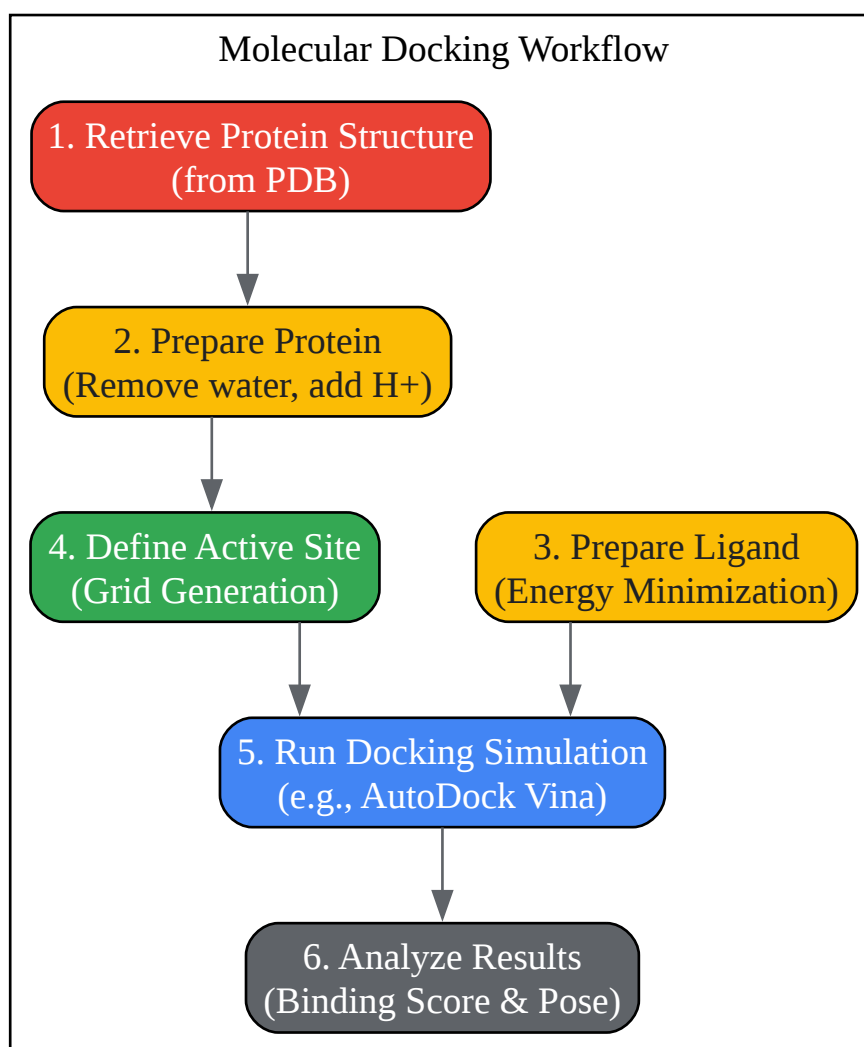 Molecular Docking Workflow
1. Retrieve Protein Structure
(from PDB)
2. Prepare Protein
(Remove water, add H+)
4. Define Active Site
(Grid Generation)
3. Prepare Ligand
(Energy Minimization)
5. Run Docking Simulation
(e.g., AutoDock Vina)
6. Analyze Results
(Binding Score & Pose)